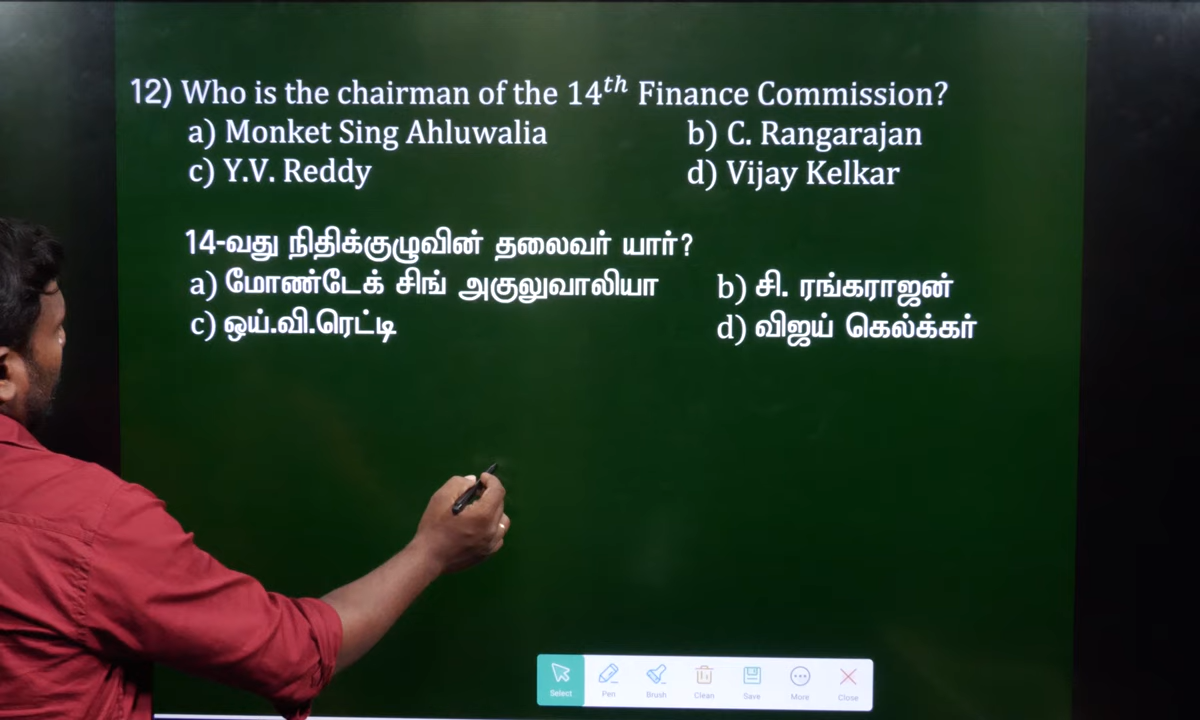 12) Who is the chairman of the 14th Finance Commission?
a) Monket Sing Ahluwalia b) C. Rangarajan
c) Y.V. Reddy d) Vijay Kelkar
14-வது நிதிக்குழுவின் தலைவர் யார்?
a) மோண்டேக் சிங் அகுலுவாலியா b) சி. ரங்கராஜன்
c) ஒய்.வி.ரெட்டி d) விஜய் கெல்க்கர்
Select Pen Brush Clean Save More Close